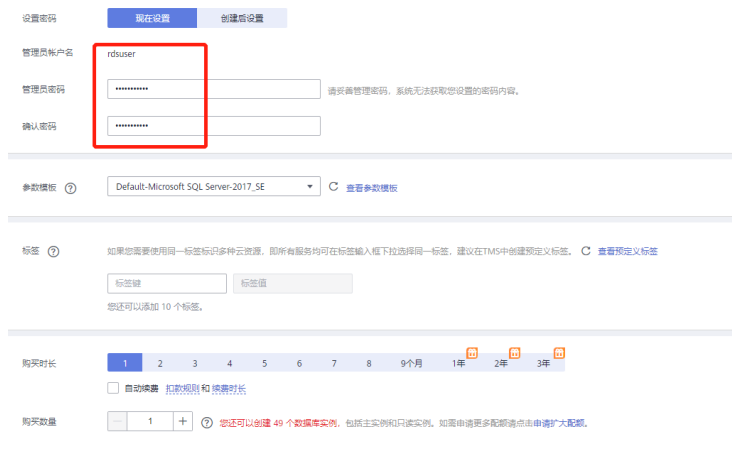 设置密码 现在设置 创建后设置
管理员帐户名 rdsuser
管理员密码 ••••••••••• 请妥善管理密码，系统无法获取您设置的密码内容。
确认密码 •••••••••••
参数模板 ? Default-Microsoft SQL Server-2017_SE 查看参数模板
标签 ? 如果您需要使用同一标签标识多种云资源，即所有服务均可在标签输入框下拉选择同一标签，建议在TMS中创建预定义标签。 查看预定义标签
标签键 标签值
您还可以添加 10 个标签。
购买时长 1 2 3 4 5 6 7 8 9个月 1年 2年 3年
自动续费 扣款规则 和 续费时长
购买数量 — 1 + ? 您还可以创建 49 个数据库实例，包括主实例和只读实例。如需申请更多配额请点击申请扩大配额。